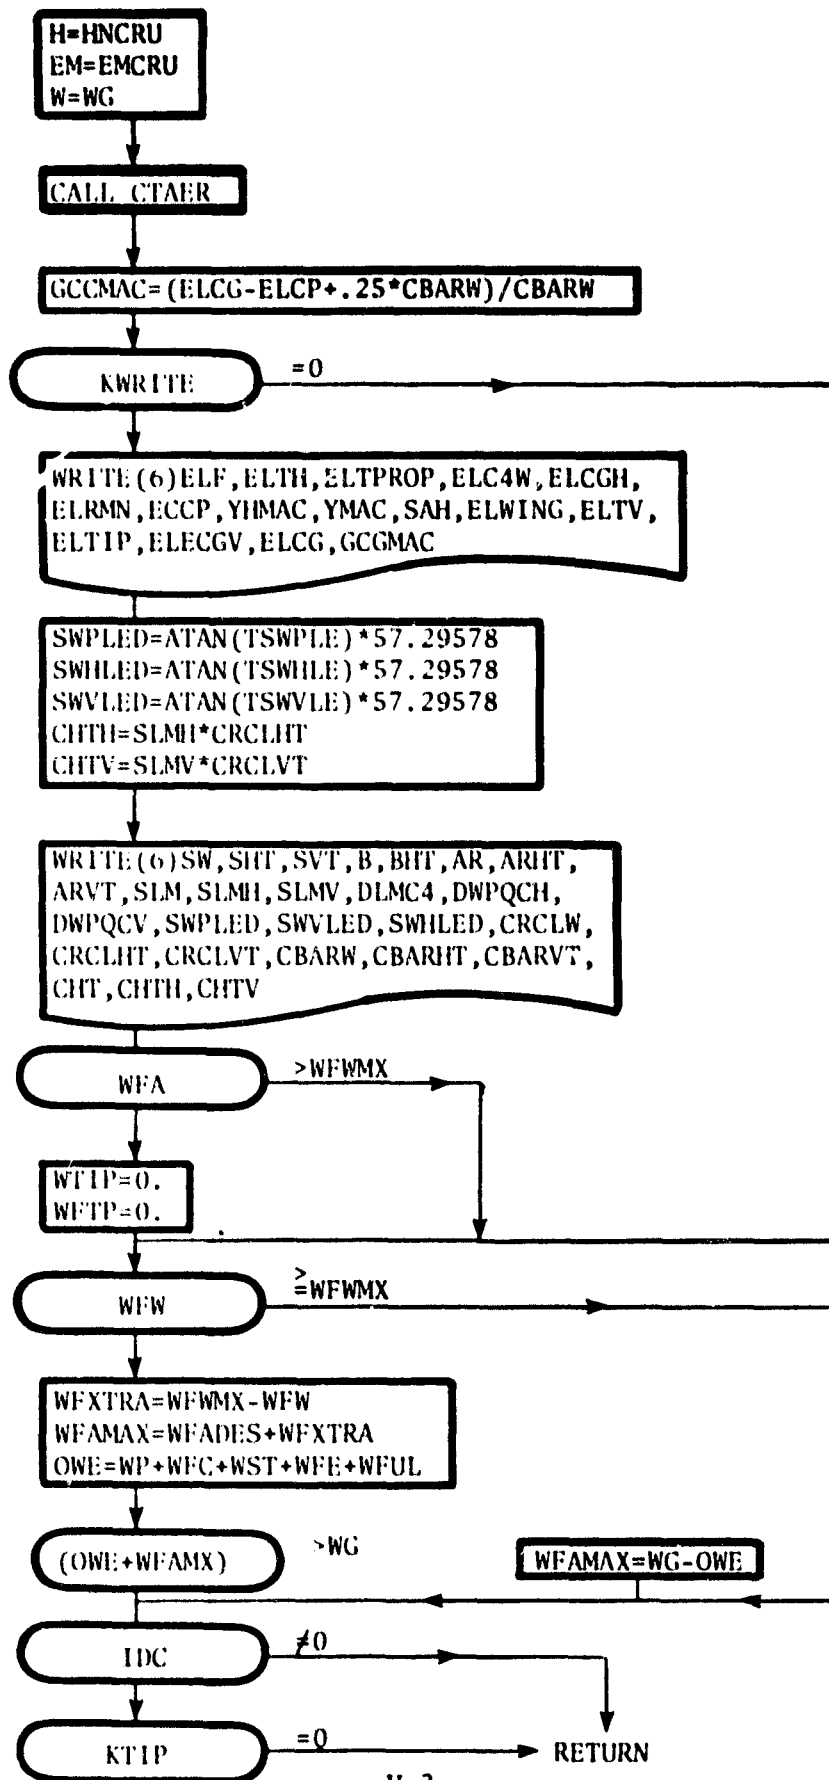 H=HNCRU
EM=EMCRU
W=WG
CALL CTAER
GCCMAC=(ELCG-ELCP+.25*CBARW)/CBARW
KWRITE
=0
WRITE(6)ELF,ELTH,ELTPROP,ELC4W,ELCGH,
ELRMN,ECCP,YHMAC,YMAC,SAH,ELWING,ELTV,
ELTIP,ELECGV,ELCG,GCGMAC
SWPLED=ATAN(TSWPLE)*57.29578
SWHLED=ATAN(TSWHLE)*57.29578
SWVLED=ATAN(TSWVLE)*57.29578
CHTH=SLMH*CRCLHT
CHTV=SLMV*CRCLVT
WRITE(6)SW,SHT,SVT,B,BHT,AR,ARHT,
ARVT,SLM,SLMH,SLMV,DLMC4,DWPQCH,
DWPQCV,SWPLED,SWVLED,SWHLED,CRCLW,
CRCLHT,CRCLVT,CBARW,CBARHT,CBARVT,
CHT,CHTH,CHTV
WFA
>WFWMX
WTIP=0.
WFTP=0.
WFW
≥WFWMX
WFXTRA=WFWMX-WFW
WFAMAX=WFADES+WFXTRA
OWE=WP+WFC+WST+WFE+WFUL
(OWE+WFAMX)
>WG
WFAMAX=WG-OWE
IDC
≠0
KTIP
=0
RETURN